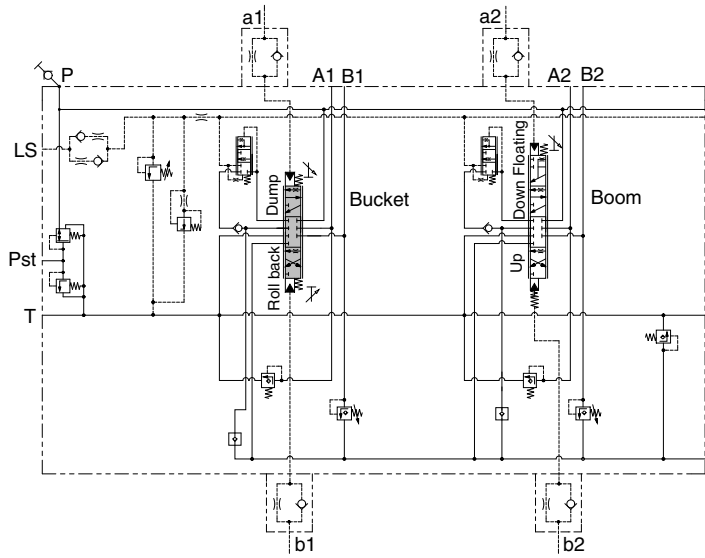 a1
a2
P
A1
B1
A2
B2
LS
Dump
Bucket
Down Floating
Boom
Pst
Roll back
Up
T
b1
b2